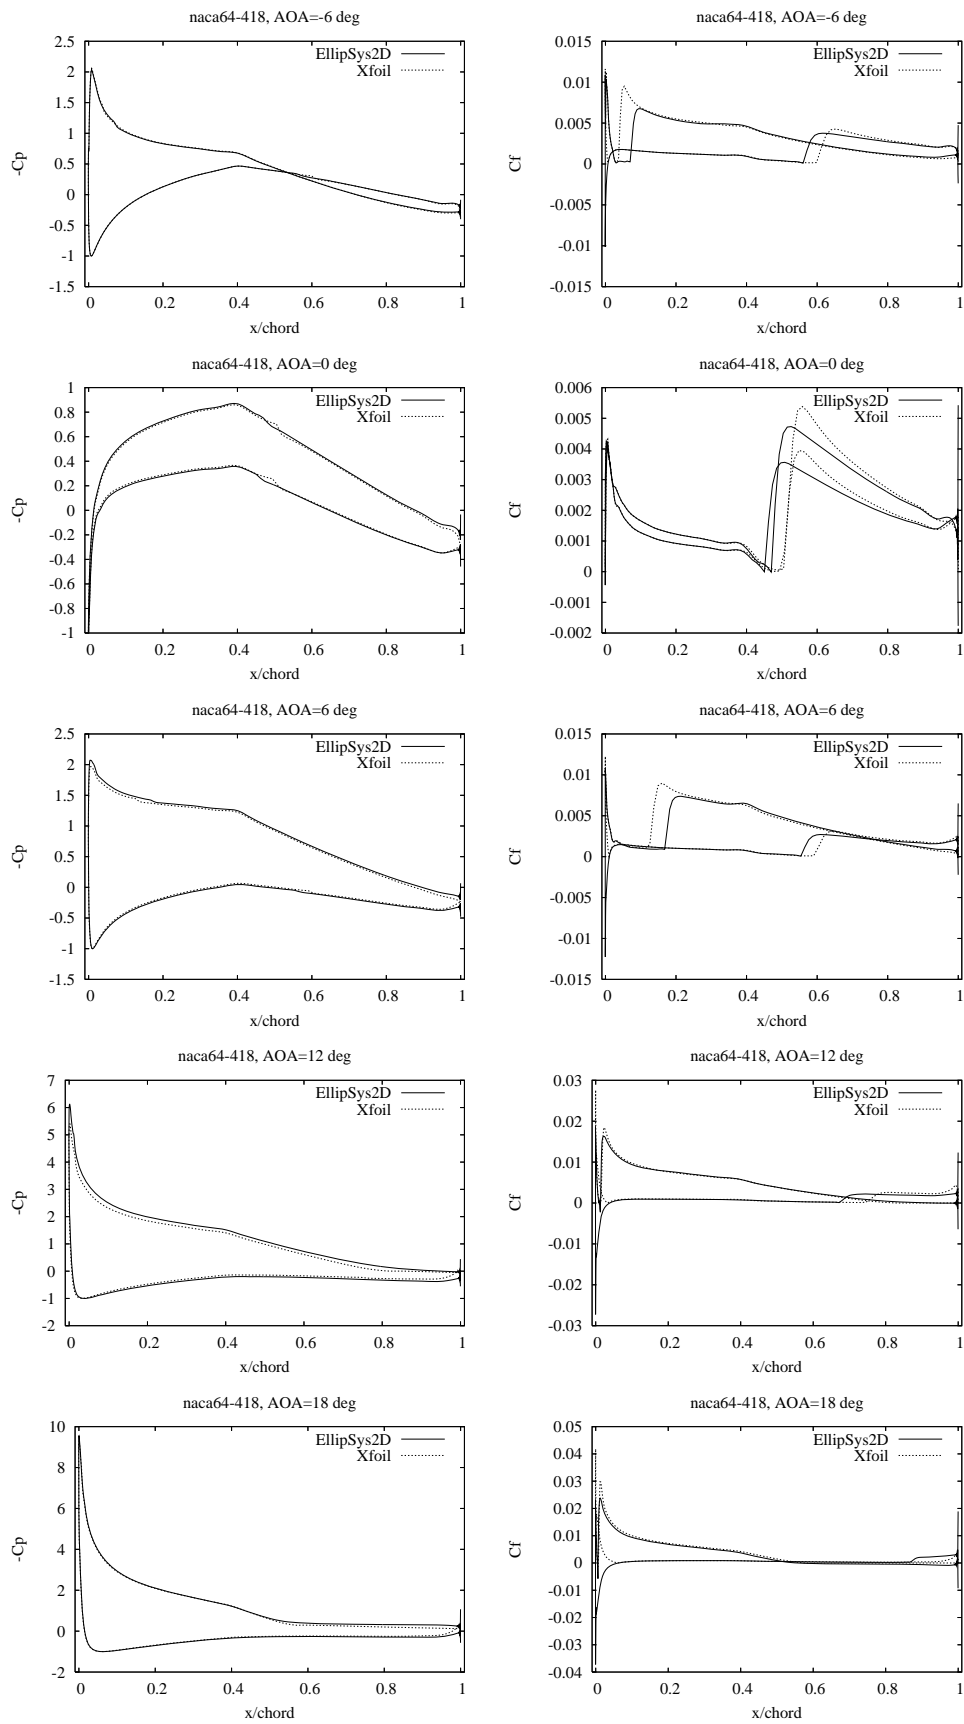 naca64-418, AOA=-6 deg
-Cp
2.5
2
1.5
1
0.5
0
-0.5
-1
-1.5
0 0.2 0.4 0.6 0.8 1
x/chord
EllipSys2D
Xfoil
naca64-418, AOA=-6 deg
Cf
0.015
0.01
0.005
0
-0.005
-0.01
-0.015
0 0.2 0.4 0.6 0.8 1
x/chord
EllipSys2D
Xfoil
naca64-418, AOA=0 deg
-Cp
1
0.8
0.6
0.4
0.2
0
-0.2
-0.4
-0.6
-0.8
-1
0 0.2 0.4 0.6 0.8 1
x/chord
EllipSys2D
Xfoil
naca64-418, AOA=0 deg
Cf
0.006
0.005
0.004
0.003
0.002
0.001
0
-0.001
-0.002
0 0.2 0.4 0.6 0.8 1
x/chord
EllipSys2D
Xfoil
naca64-418, AOA=6 deg
-Cp
2.5
2
1.5
1
0.5
0
-0.5
-1
-1.5
0 0.2 0.4 0.6 0.8 1
x/chord
EllipSys2D
Xfoil
naca64-418, AOA=6 deg
Cf
0.015
0.01
0.005
0
-0.005
-0.01
-0.015
0 0.2 0.4 0.6 0.8 1
x/chord
EllipSys2D
Xfoil
naca64-418, AOA=12 deg
-Cp
7
6
5
4
3
2
1
0
-1
-2
0 0.2 0.4 0.6 0.8 1
x/chord
EllipSys2D
Xfoil
naca64-418, AOA=12 deg
Cf
0.03
0.02
0.01
0
-0.01
-0.02
-0.03
0 0.2 0.4 0.6 0.8 1
x/chord
EllipSys2D
Xfoil
naca64-418, AOA=18 deg
-Cp
10
8
6
4
2
0
-2
0 0.2 0.4 0.6 0.8 1
x/chord
EllipSys2D
Xfoil
naca64-418, AOA=18 deg
Cf
0.05
0.04
0.03
0.02
0.01
0
-0.01
-0.02
-0.03
-0.04
0 0.2 0.4 0.6 0.8 1
x/chord
EllipSys2D
Xfoil